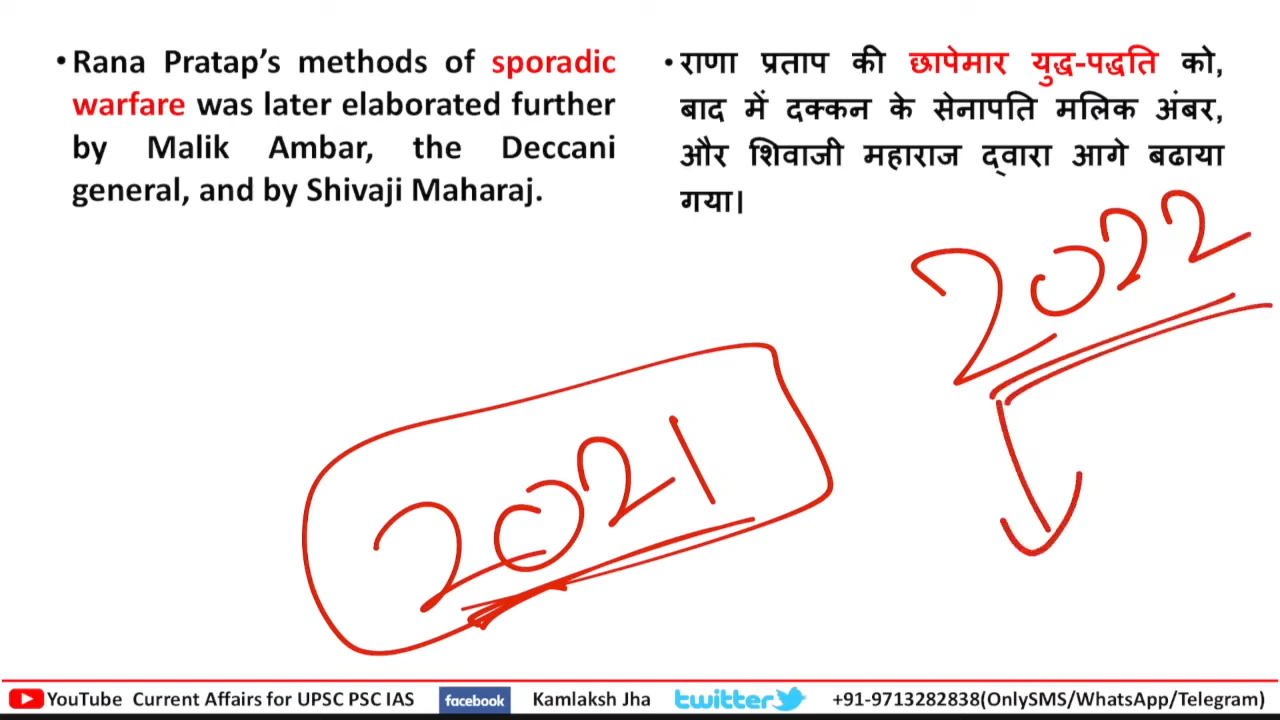 •Rana Pratap's methods of sporadic
warfare was later elaborated further
by Malik Ambar, the Deccani
general, and by Shivaji Maharaj.
•राणा प्रताप की छापेमार युद्ध-पद्धति को,
बाद में दक्कन के सेनापति मलिक अंबर,
और शिवाजी महाराज द्वारा आगे बढाया
गया।
2022
2021
YouTube Current Affairs for UPSC PSC IAS facebook Kamlaksh Jha twitter +91-9713282838(OnlySMS/WhatsApp/Telegram)